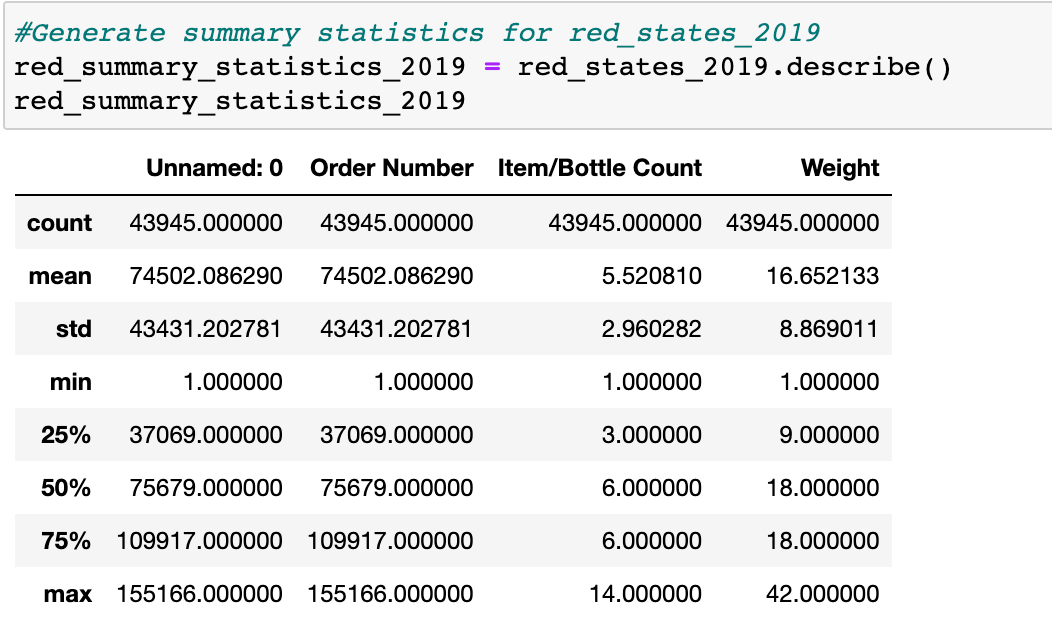 #Generate summary statistics for red_states_2019
red_summary_statistics_2019 = red_states_2019.describe()
red_summary_statistics_2019
Unnamed: 0 Order Number Item/Bottle Count Weight
count 43945.000000 43945.000000 43945.000000 43945.000000
mean 74502.086290 74502.086290 5.520810 16.652133
std 43431.202781 43431.202781 2.960282 8.869011
min 1.000000 1.000000 1.000000 1.000000
25% 37069.000000 37069.000000 3.000000 9.000000
50% 75679.000000 75679.000000 6.000000 18.000000
75% 109917.000000 109917.000000 6.000000 18.000000
max 155166.000000 155166.000000 14.000000 42.000000